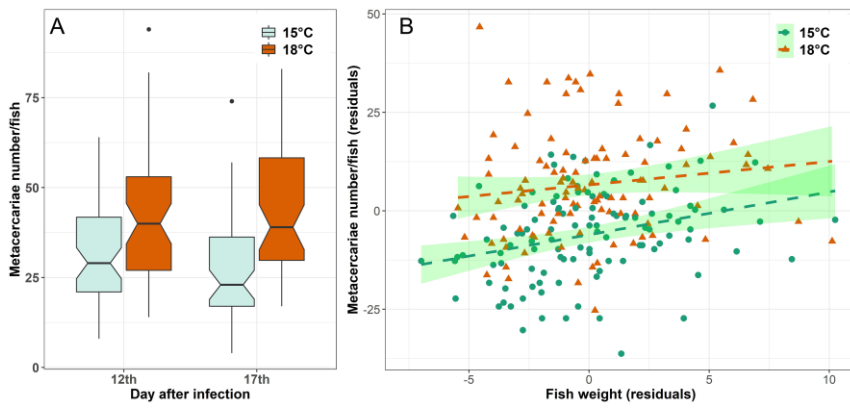 A
15°C
18°C
Metacercariae number/fish
75
50
25
0
12th
17th
Day after infection
B
15°C
18°C
Metacercariae number/fish (residuals)
50
25
0
-25
-5
0
5
10
Fish weight (residuals)